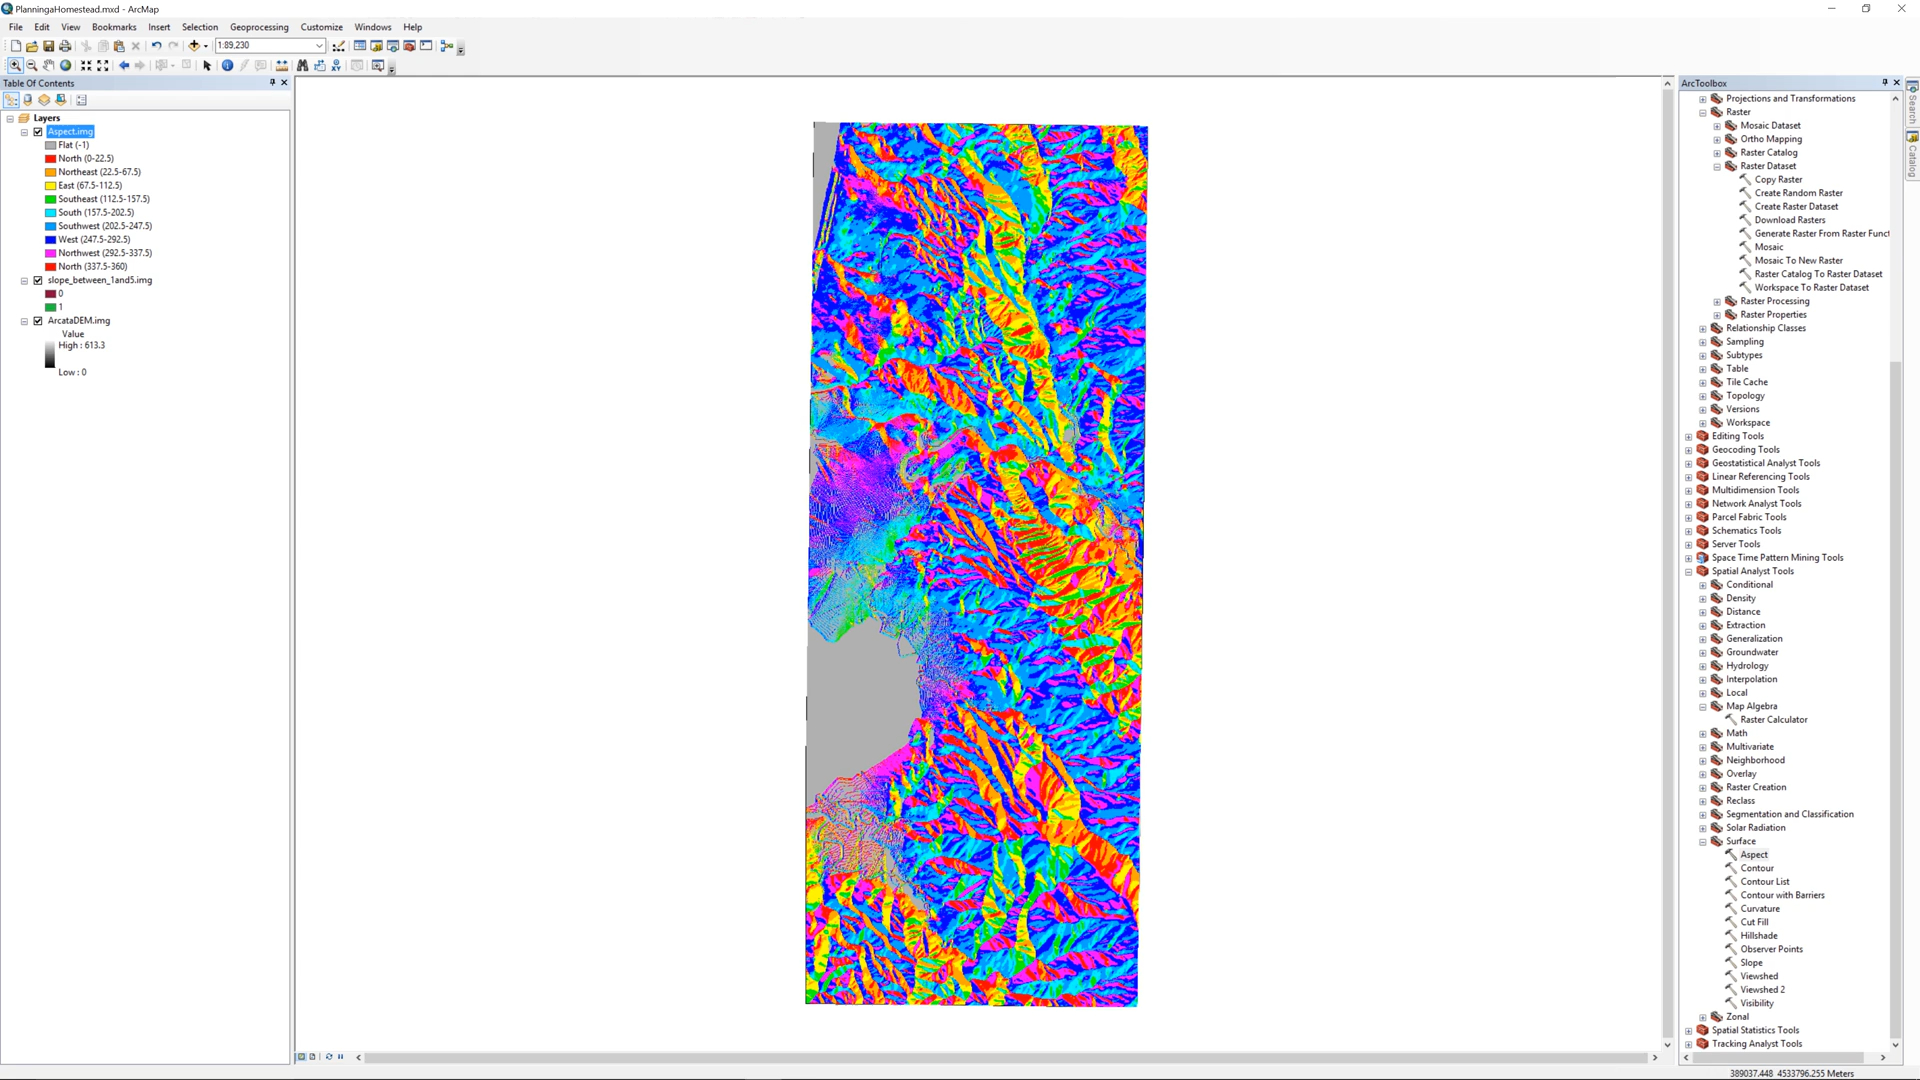 PlanningaHomestead.mxd - ArcMap
File Edit View Bookmarks Insert Selection Geoprocessing Customize Windows Help
1:89,230
Table Of Contents
Layers
Aspect.img
Flat (-1)
North (0-22.5)
Northeast (22.5-67.5)
East (67.5-112.5)
Southeast (112.5-157.5)
South (157.5-202.5)
Southwest (202.5-247.5)
West (247.5-292.5)
Northwest (292.5-337.5)
North (337.5-360)
slope_between_1and5.img
0
1
ArcataDEM.img
Value
High : 613.3
Low : 0
ArcToolbox
Projections and Transformations
Raster
Mosaic Dataset
Ortho Mapping
Raster Catalog
Raster Dataset
Copy Raster
Create Random Raster
Create Raster Dataset
Download Rasters
Generate Raster From Raster Funct
Mosaic
Mosaic To New Raster
Raster Catalog To Raster Dataset
Workspace To Raster Dataset
Raster Processing
Raster Properties
Relationship Classes
Sampling
Subtypes
Table
Tile Cache
Topology
Versions
Workspace
Editing Tools
Geocoding Tools
Geostatistical Analyst Tools
Linear Referencing Tools
Multidimension Tools
Network Analyst Tools
Parcel Fabric Tools
Schematics Tools
Server Tools
Space Time Pattern Mining Tools
Spatial Analyst Tools
Conditional
Density
Distance
Extraction
Generalization
Groundwater
Hydrology
Interpolation
Local
Map Algebra
Raster Calculator
Math
Multivariate
Neighborhood
Overlay
Raster Creation
Reclass
Segmentation and Classification
Solar Radiation
Surface
Aspect
Contour
Contour List
Contour with Barriers
Curvature
Cut Fill
Hillshade
Observer Points
Slope
Viewshed
Viewshed 2
Visibility
Zonal
Spatial Statistics Tools
Tracking Analyst Tools
Search
Catalog
389037.448 4533796.255 Meters